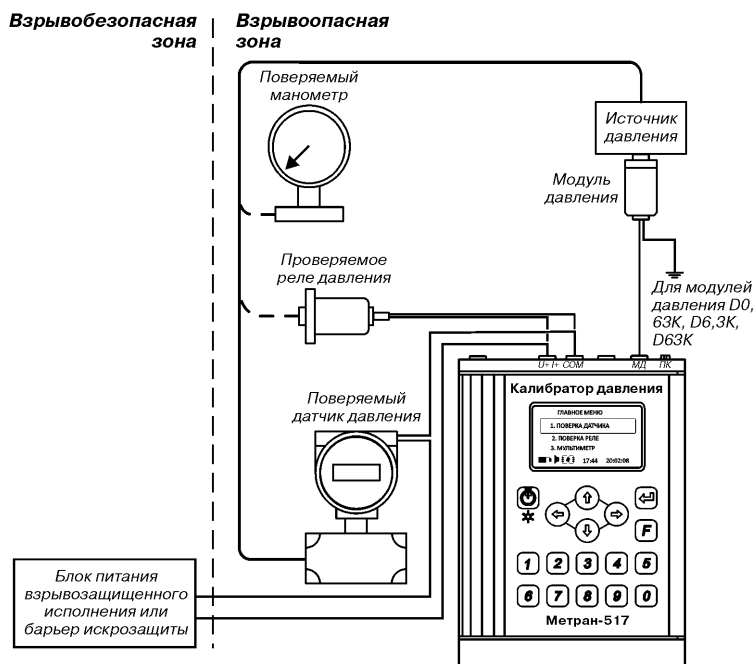 Взрывобезопасная
зона
Взрывоопасная
зона
Поверяемый
манометр
Источник
давления
Модуль
давления
Проверяемое
реле давления
Для модулей
давления D0,
63К, D6,3К,
D63К
U+ I+ COM
МД
ПК
Калибратор давления
ГЛАВНОЕ МЕНЮ
1. ПОВЕРКА ДАТЧИКА
2. ПОВЕРКА РЕЛЕ
3. МУЛЬТИМЕТР
17:44 20:02:08
Поверяемый
датчик давления
F
1 2 3 4 5
6 7 8 9 0
Метран-517
Блок питания
взрывозащищенного
исполнения или
барьер искрозащиты